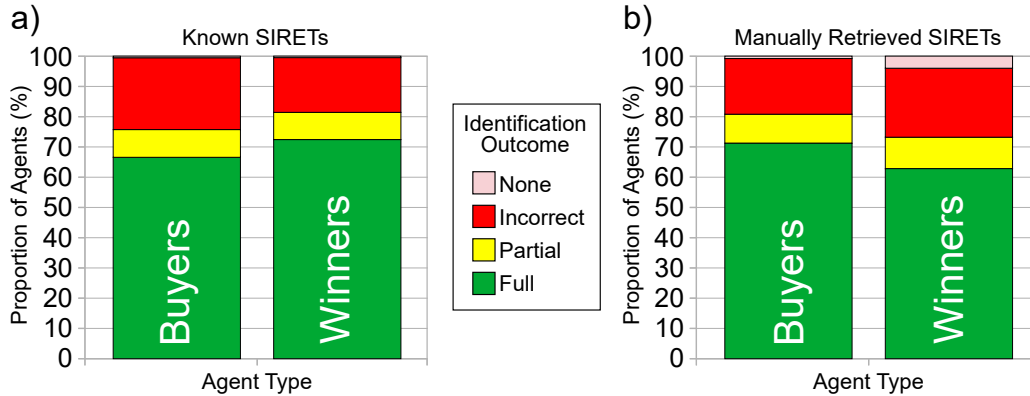 a)
Known SIRETs
Proportion of Agents (%)
100
90
80
70
60
50
40
30
20
10
0
Buyers
Winners
Agent Type
Identification
Outcome
None
Incorrect
Partial
Full
b)
Manually Retrieved SIRETs
Proportion of Agents (%)
100
90
80
70
60
50
40
30
20
10
0
Buyers
Winners
Agent Type